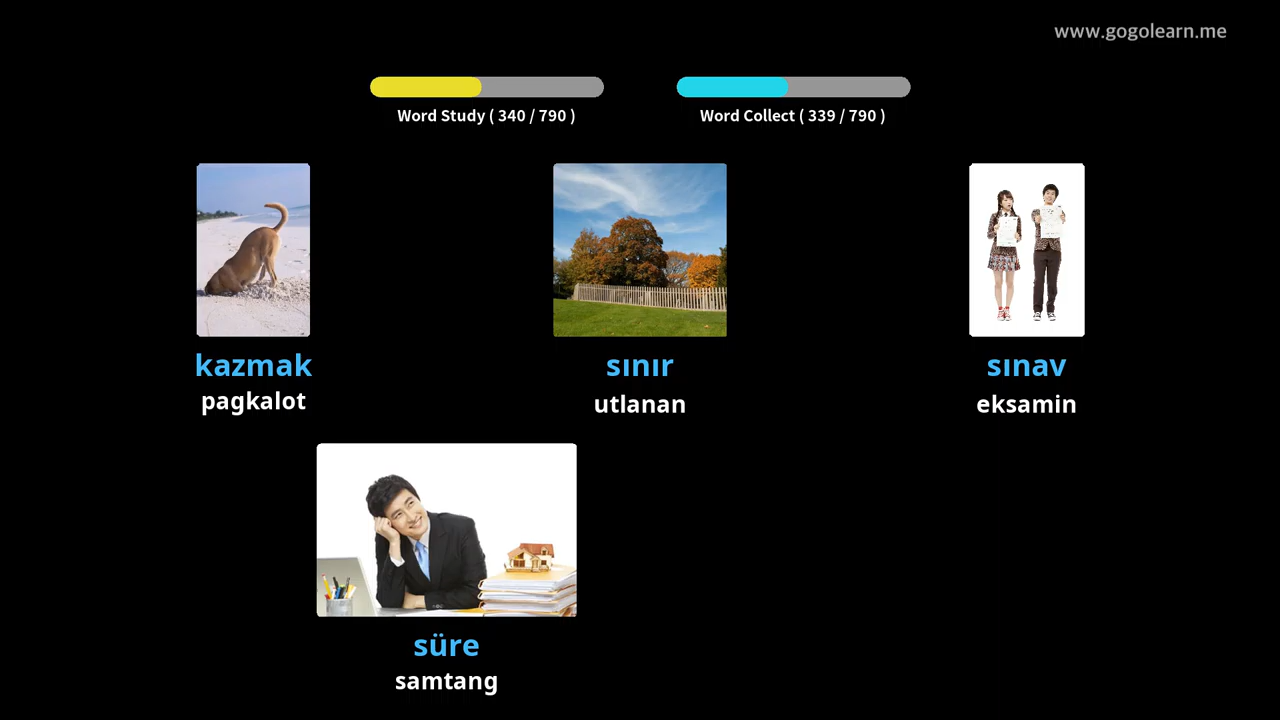 www.gogolearn.me
Word Study ( 340 / 790 )
Word Collect ( 339 / 790 )
kazmak
pagkalot
sınır
utlanan
sınav
eksamin
süre
samtang